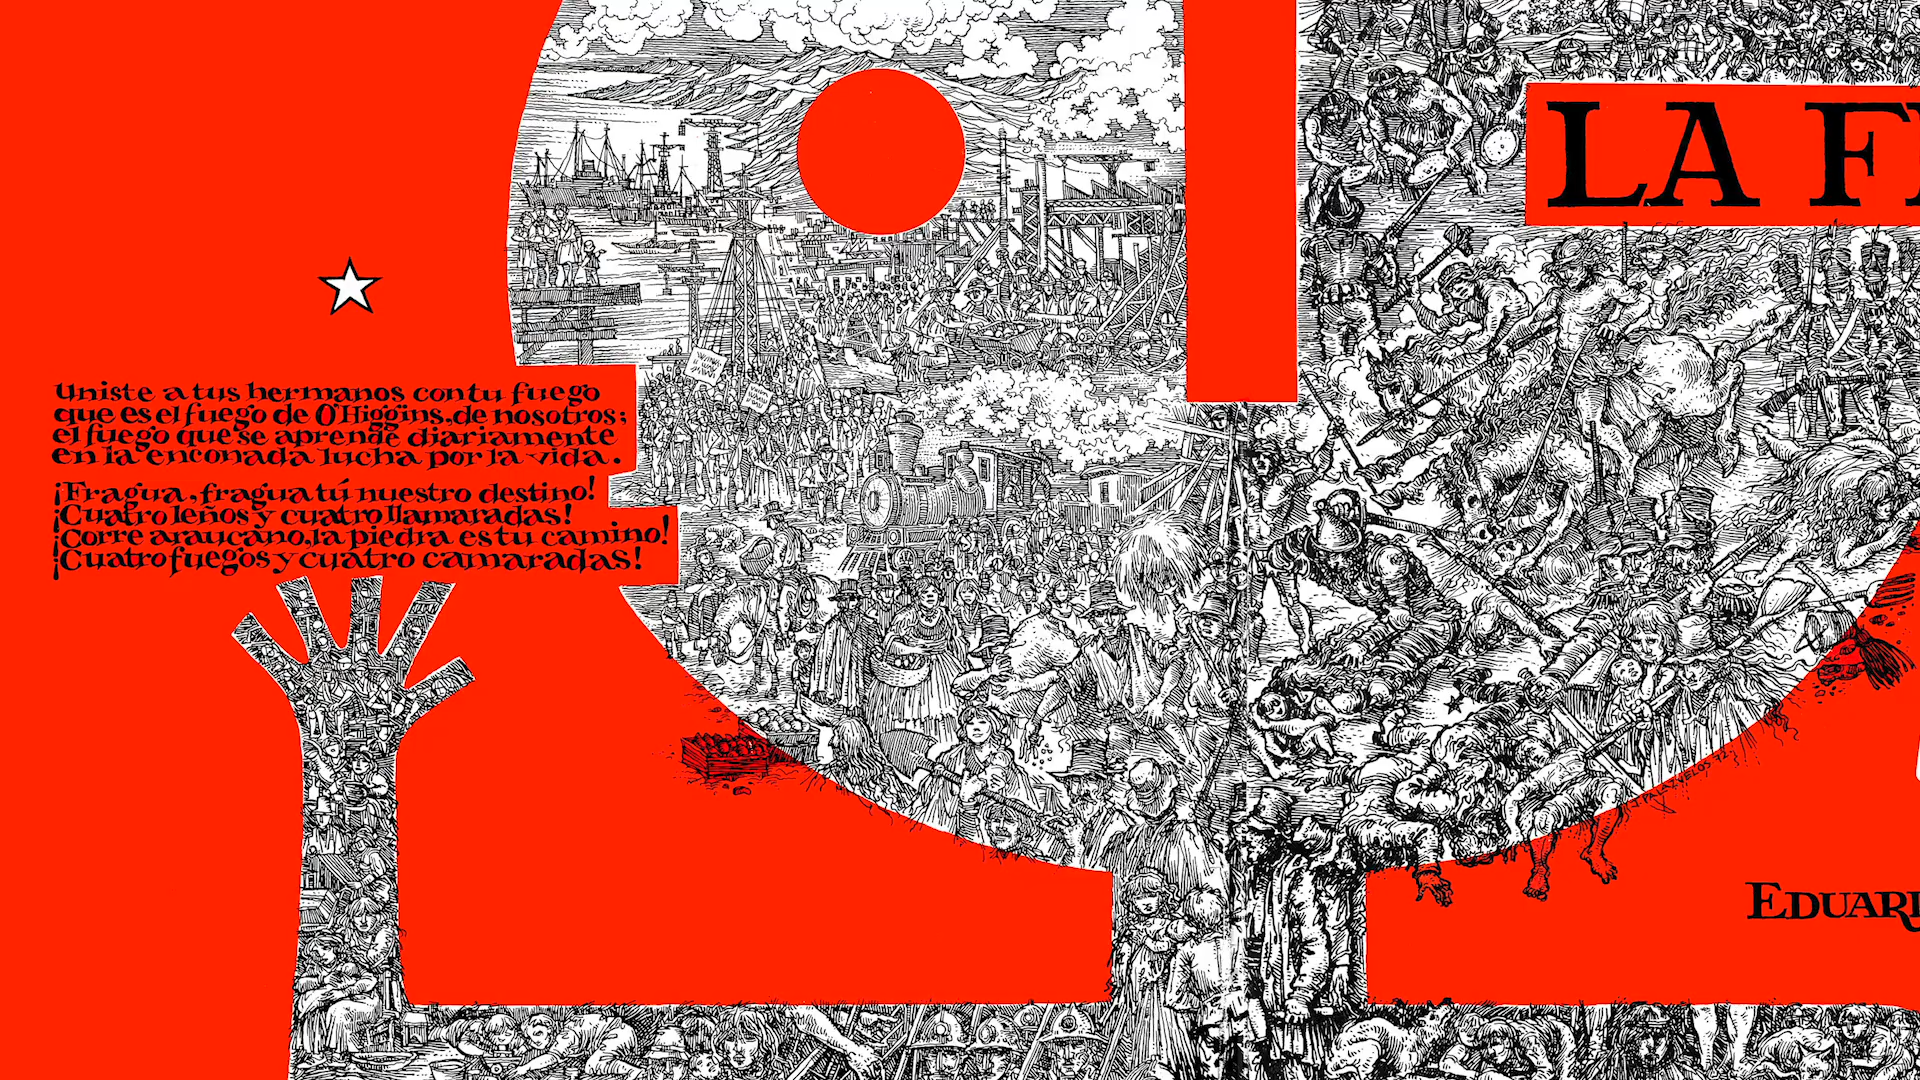 Uniste a tus hermanos con tu fuego
que es el fuego de O'Higgins, de nosotros;
el fuego que se aprende diariamente
en la enconada lucha por la vida.
¡Fragua, fragua tú nuestro destino!
¡Cuatro leños y cuatro llamaradas!
¡Corre araucano, la piedra es tu camino!
¡Cuatro fuegos y cuatro camaradas!
LA F
EDUAR